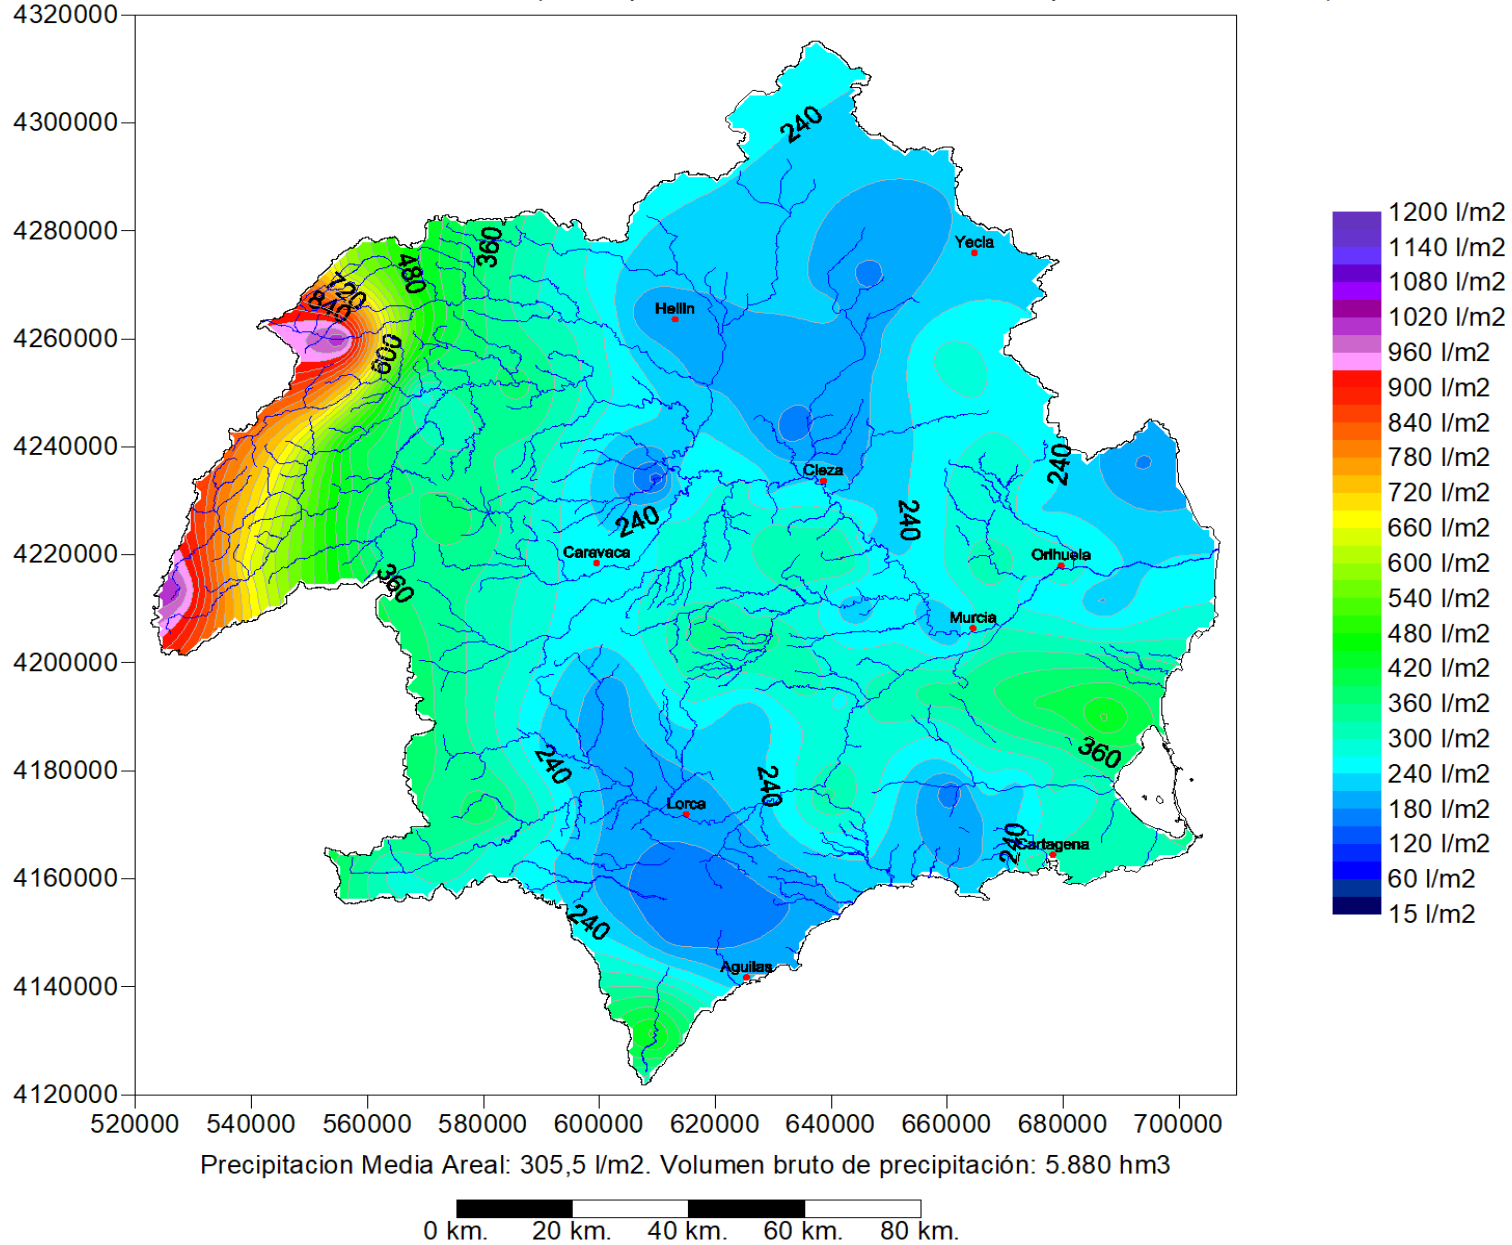 4320000
4300000
4280000
4260000
4240000
4220000
4200000
4180000
4160000
4140000
4120000
520000 540000 560000 580000 600000 620000 640000 660000 680000 700000
240
Yecla
360
480
720
840
Hellin
600
240
Cieza
240
240
Caravaca
Orihuela
360
Murcia
360
240
240
Lorca
240
Cartagena
240
Aguilas
1200 l/m2
1140 l/m2
1080 l/m2
1020 l/m2
960 l/m2
900 l/m2
840 l/m2
780 l/m2
720 l/m2
660 l/m2
600 l/m2
540 l/m2
480 l/m2
420 l/m2
360 l/m2
300 l/m2
240 l/m2
180 l/m2
120 l/m2
60 l/m2
15 l/m2
Precipitacion Media Areal: 305,5 l/m2. Volumen bruto de precipitación: 5.880 hm3
0 km. 20 km. 40 km. 60 km. 80 km.